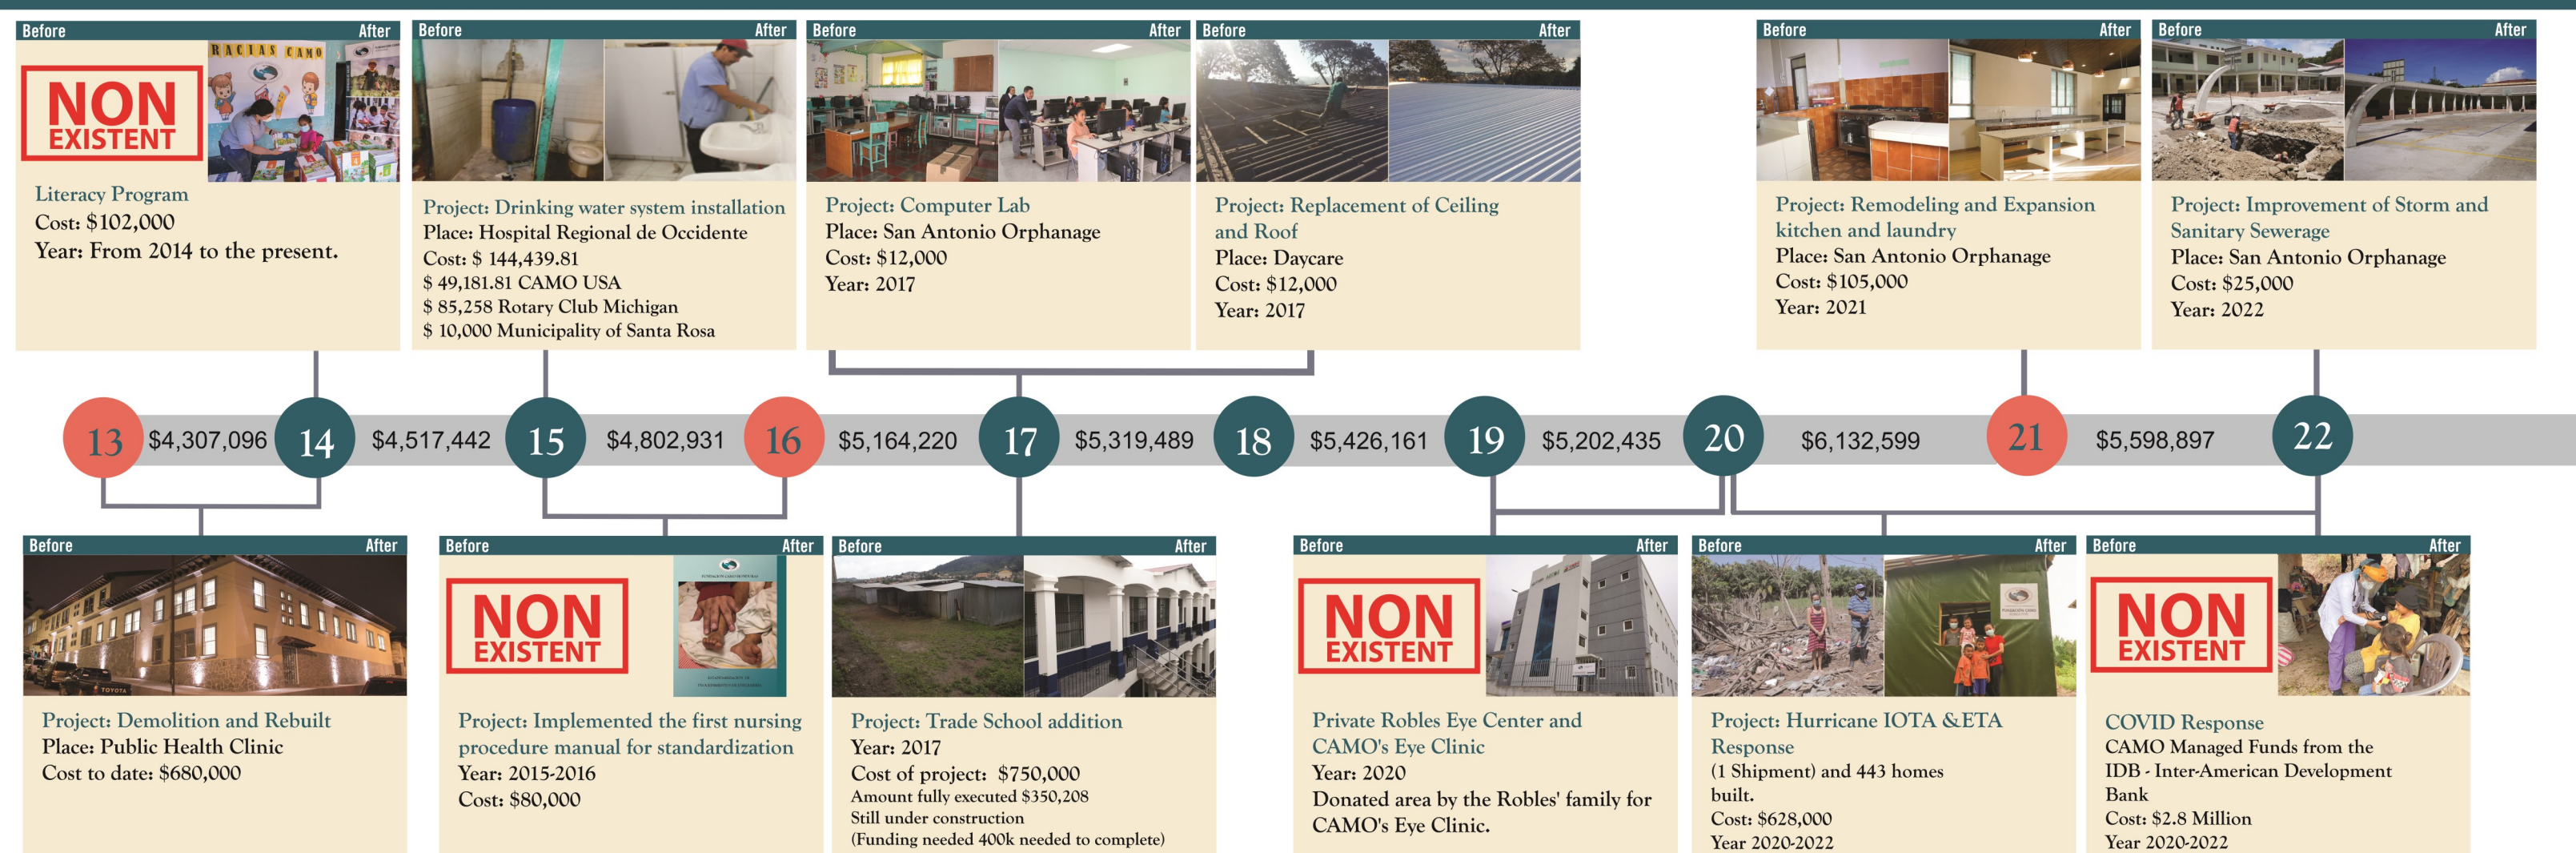 Before After
RACIAS CAMO
NON
EXISTENT
Literacy Program
Cost: $102,000
Year: From 2014 to the present.
Before After
Project: Drinking water system installation
Place: Hospital Regional de Occidente
Cost: $ 144,439.81
$ 49,181.81 CAMO USA
$ 85,258 Rotary Club Michigan
$ 10,000 Municipality of Santa Rosa
Before After
Project: Computer Lab
Place: San Antonio Orphanage
Cost: $12,000
Year: 2017
Before After
Project: Replacement of Ceiling
and Roof
Place: Daycare
Cost: $12,000
Year: 2017
Before After
Project: Remodeling and Expansion
kitchen and laundry
Place: San Antonio Orphanage
Cost: $105,000
Year: 2021
Before After
Project: Improvement of Storm and
Sanitary Sewerage
Place: San Antonio Orphanage
Cost: $25,000
Year: 2022
13 $4,307,096 14 $4,517,442 15 $4,802,931 16 $5,164,220 17 $5,319,489 18 $5,426,161 19 $5,202,435 20 $6,132,599 21 $5,598,897 22
Before After
TOYOTA
Project: Demolition and Rebuilt
Place: Public Health Clinic
Cost to date: $680,000
Before After
NON
EXISTENT
Project: Implemented the first nursing
procedure manual for standardization
Year: 2015-2016
Cost: $80,000
Before After
Project: Trade School addition
Year: 2017
Cost of project: $750,000
Amount fully executed $350,208
Still under construction
(Funding needed 400k needed to complete)
Before After
NON
EXISTENT
Private Robles Eye Center and
CAMO's Eye Clinic
Year: 2020
Donated area by the Robles' family for
CAMO's Eye Clinic.
Before After
Project: Hurricane IOTA &ETA
Response
(1 Shipment) and 443 homes
built.
Cost: $628,000
Year 2020-2022
Before After
NON
EXISTENT
COVID Response
CAMO Managed Funds from the
IDB - Inter-American Development
Bank
Cost: $2.8 Million
Year 2020-2022